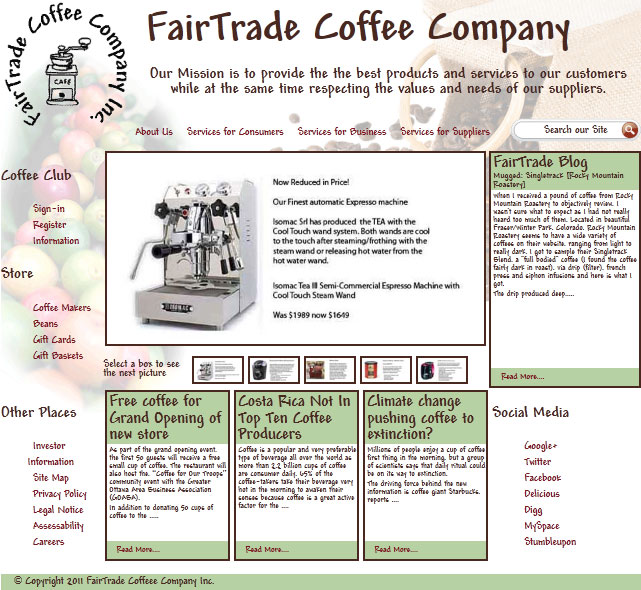 FairTrade Coffee Company Inc.
CAFE
FairTrade Coffee Company
Our Mission is to provide the the best products and services to our customers
while at the same time respecting the values and needs of our suppliers.
About Us
Services for Consumers
Services for Business
Services for Suppliers
Search our Site
Coffee Club
Sign-in
Register
Information
Store
Coffee Makers
Beans
Gift Cards
Gift Baskets
Now Reduced in Price!
Our Finest automatic Expresso machine
Isomac Srl has produced the TEA with the
Cool Touch wand system. Both wands are cool
to the touch after steaming/frothing with the
steam wand or releasing hot water from the
hot water wand.
Isomac Tea III Semi-Commercial Espresso Machine with
Cool Touch Steam Wand
Was $1989 now $1649
FairTrade Blog
Mugged: Singletrack [Rocky Mountain
Roastery]
When I received a pound of coffee from Rocky
Mountain Roastery to objectively review. I
wasn't sure what to expect as I had not really
heard too much of them. Located in beautiful
Fraser/Winter Park, Colorado. Rocky Mountain
Roastery seems to have a wide variety of
coffees on their website, ranging from light to
really dark. I got to sample their Singletrack
Blend, a "full bodied" coffee (I found the coffee
fairly dark in roast), via drip (filter), french
press and siphon infusions and here is what I
got.
The drip produced deep.....
Read More....
Select a box to see
the next picture
Other Places
Investor
Information
Site Map
Privacy Policy
Legal Notice
Assessability
Careers
Free coffee for
Grand Opening of
new store
As part of the grand opening event,
the first 50 guests will receive a free
small cup of coffee. The restaurant will
also host the, "Coffee for Our Troops"
community event with the Greater
Ottawa Area Business Association
(GOABA).
In addition to donating 50 cups of
coffee to the .....
Read More....
Costa Rica Not In
Top Ten Coffee
Producers
Coffee is a popular and very preferable
type of beverage all over the world as
more than 2.2 billion cups of coffee
are consumer daily. 65% of the
coffee-takers take their beverage very
hot in the morning to awaken their
senses because coffee is a great active
factor for the ....
Read More....
Climate change
pushing coffee to
extinction?
Millions of people enjoy a cup of coffee
first thing in the morning, but a group
of scientists says that daily ritual could
be on its way to extinction.
The driving force behind the new
information is coffee giant Starbucks,
reports ....
Read More....
Social Media
Google+
Twitter
Facebook
Delicious
Digg
MySpace
Stumbleupon
© Copyright 2011 FairTrade Coffeee Company Inc.